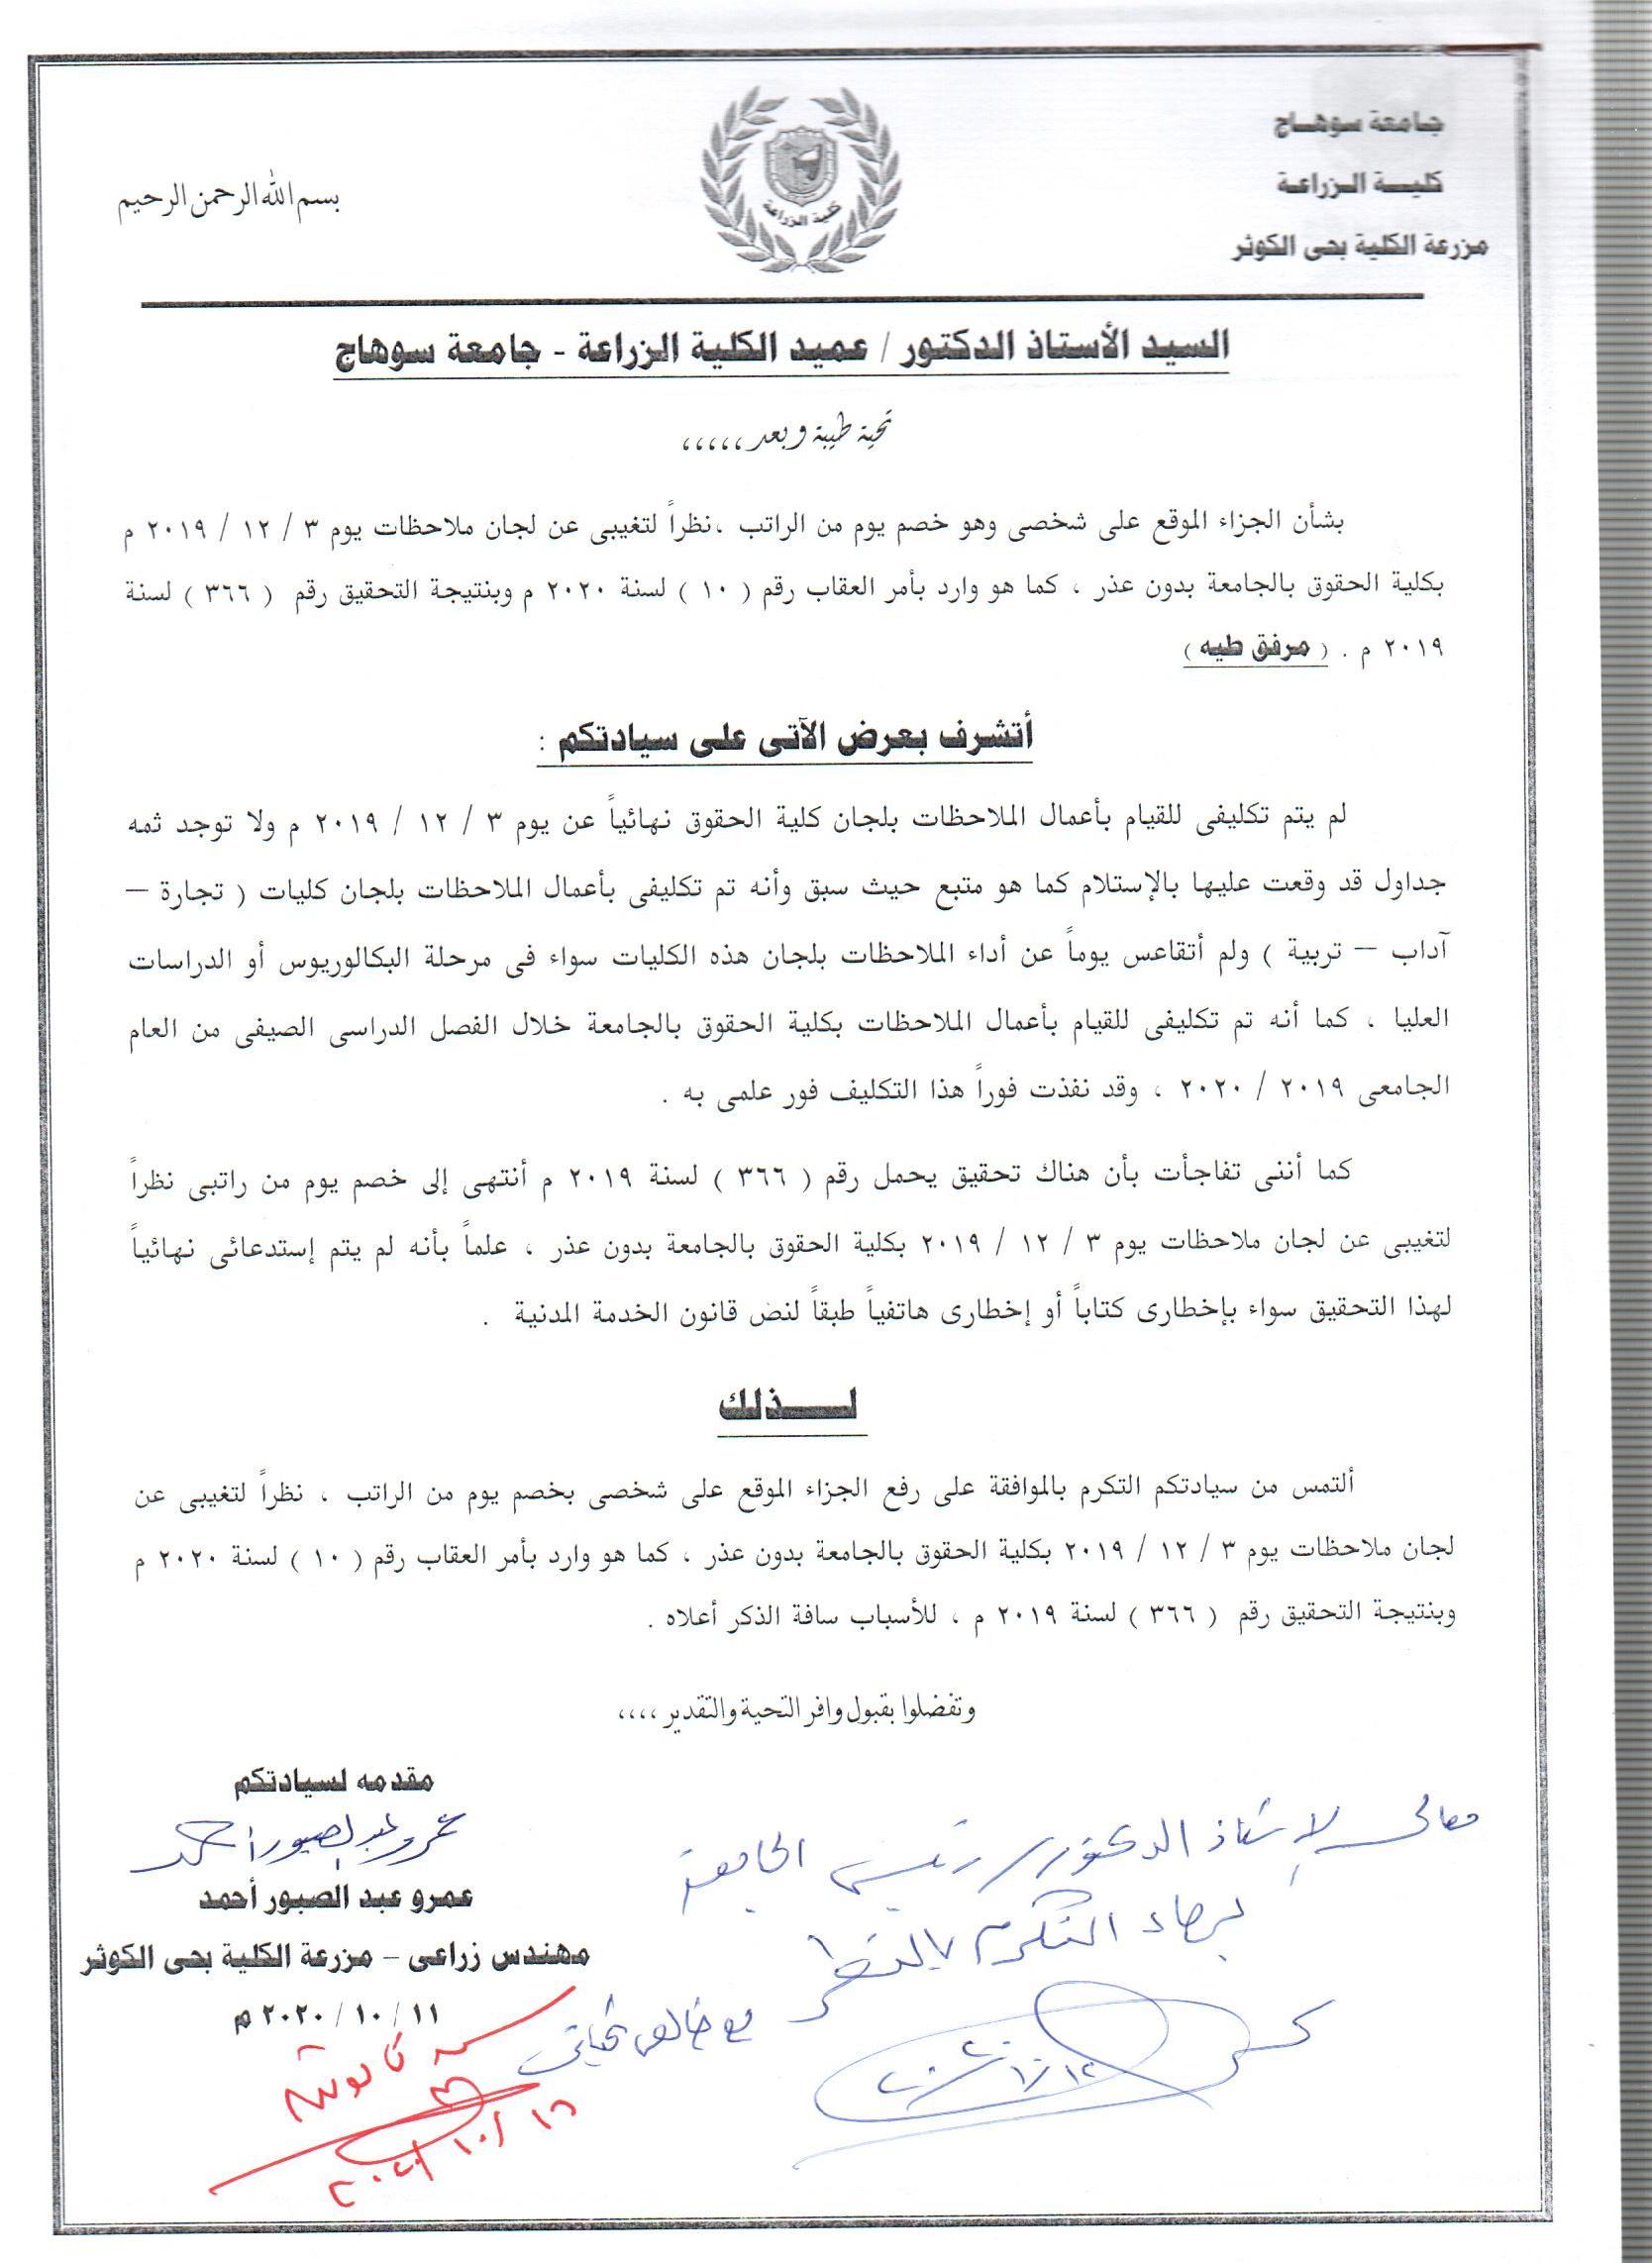 جامعة سوهاج
كلية الزراعة
مزرعة الكلية بحى الكوثر
كلية الزراعة
بسم الله الرحمن الرحيم
السيد الأستاذ الدكتور / عميد الكلية الزراعة - جامعة سوهاج
تحية طيبة وبعد ،،،،،
بشأن الجزاء الموقع على شخصى وهو خصم يوم من الراتب ،نظراً لتغيبى عن لجان ملاحظات يوم ٣ / ١٢ / ٢٠١٩ م
بكلية الحقوق بالجامعة بدون عذر ، كما هو وارد بأمر العقاب رقم ( ١٠ ) لسنة ٢٠٢٠ م وبنتيجة التحقيق رقم ( ٣٦٦ ) لسنة
٢٠١٩ م . ( مرفق طيه )
أتشرف بعرض الآتى على سيادتكم :
لم يتم تكليفى للقيام بأعمال الملاحظات بلجان كلية الحقوق نهائياً عن يوم ٣ / ١٢ / ٢٠١٩ م ولا توجد ثمه
جداول قد وقعت عليها بالإستلام كما هو متبع حيث سبق وأنه تم تكليفى بأعمال الملاحظات بلجان كليات ( تجارة –
آداب – تربية ) ولم أتقاعس يوماً عن أداء الملاحظات بلجان هذه الكليات سواء فى مرحلة البكالوريوس أو الدراسات
العليا ، كما أنه تم تكليفى للقيام بأعمال الملاحظات بكلية الحقوق بالجامعة خلال الفصل الدراسى الصيفى من العام
الجامعى ٢٠١٩ / ٢٠٢٠ ، وقد نفذت فوراً هذا التكليف فور علمى به .
كما أننى تفاجأت بأن هناك تحقيق يحمل رقم ( ٣٦٦ ) لسنة ٢٠١٩ م أنتهى إلى خصم يوم من راتبى نظراً
لتغيبى عن لجان ملاحظات يوم ٣ / ١٢ / ٢٠١٩ بكلية الحقوق بالجامعة بدون عذر ، علماً بأنه لم يتم إستدعائى نهائياً
لهذا التحقيق سواء بإخطارى كتاباً أو إخطارى هاتفياً طبقاً لنص قانون الخدمة المدنية .
لـــذلك
ألتمس من سيادتكم التكرم بالموافقة على رفع الجزاء الموقع على شخصى بخصم يوم من الراتب ، نظراً لتغيبى عن
لجان ملاحظات يوم ٣ / ١٢ / ٢٠١٩ بكلية الحقوق بالجامعة بدون عذر ، كما هو وارد بأمر العقاب رقم ( ١٠ ) لسنة ٢٠٢٠ م
وبنتيجة التحقيق رقم ( ٣٦٦ ) لسنة ٢٠١٩ م ، للأسباب سافة الذكر أعلاه .
وتفضلوا بقبول وافر التحية والتقدير ،،،،
مقدمه لسيادتكم
عمرو عبد الصبور أحمد
عمرو عبد الصبور أحمد
مهندس زراعى – مزرعة الكلية بحى الكوثر
١١ / ١٠ / ٢٠٢٠ م
معالى الاستاذ الدكتور / رئيس الجامعة
برجاء التكرم بالنظر
مع خالص تحياتى
١٢ / ١٠ / ٢٠٢٠